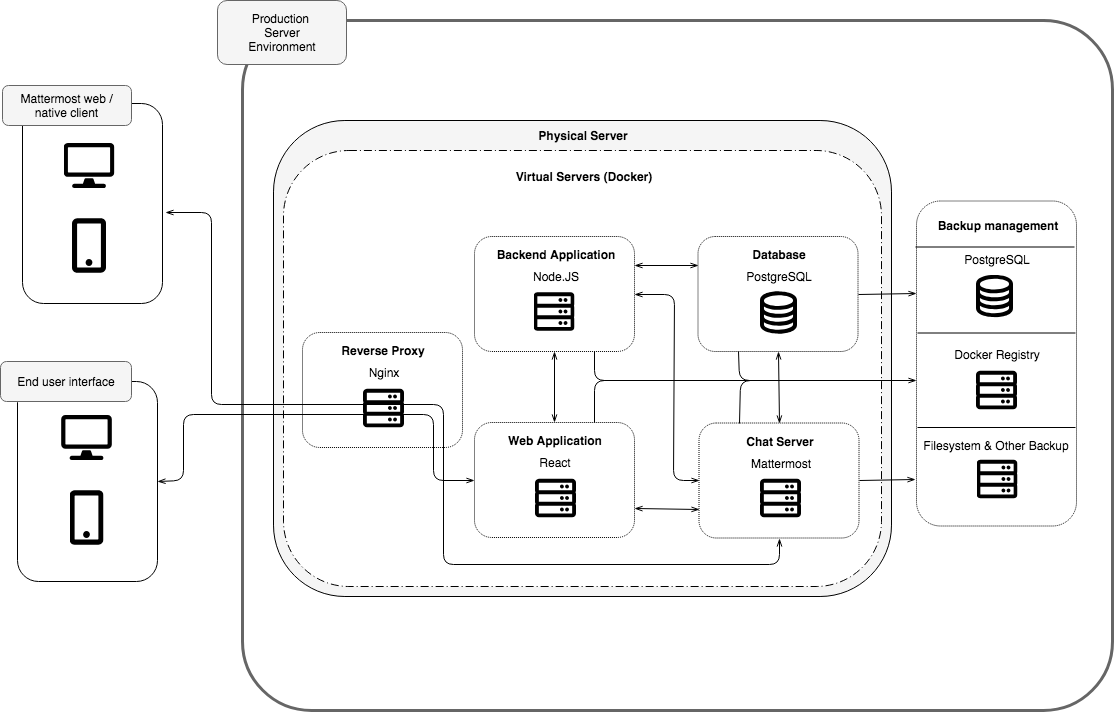 Production
Server
Environment
Mattermost web /
native client
Physical Server
Virtual Servers (Docker)
Backup management
Backend Application
Node.JS
Database
PostgreSQL
PostgreSQL
Reverse Proxy
Nginx
Docker Registry
End user interface
Web Application
React
Chat Server
Mattermost
Filesystem & Other Backup